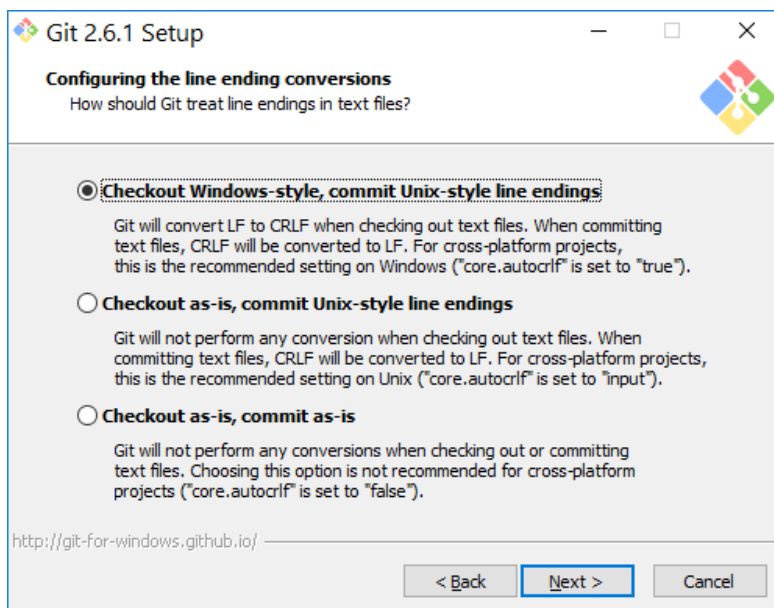 Git 2.6.1 Setup
Configuring the line ending conversions
How should Git treat line endings in text files?
Checkout Windows-style, commit Unix-style line endings
Git will convert LF to CRLF when checking out text files. When committing
text files, CRLF will be converted to LF. For cross-platform projects,
this is the recommended setting on Windows ("core.autocrlf" is set to "true").
Checkout as-is, commit Unix-style line endings
Git will not perform any conversion when checking out text files. When
committing text files, CRLF will be converted to LF. For cross-platform projects,
this is the recommended setting on Unix ("core.autocrlf" is set to "input").
Checkout as-is, commit as-is
Git will not perform any conversions when checking out or committing
text files. Choosing this option is not recommended for cross-platform
projects ("core.autocrlf" is set to "false").
http://git-for-windows.github.io/
< Back Next > Cancel